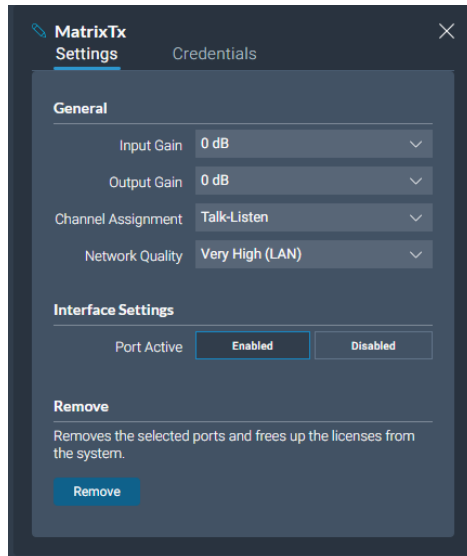 MatrixTx
Settings Credentials
General
Input Gain 0 dB
Output Gain 0 dB
Channel Assignment Talk-Listen
Network Quality Very High (LAN)
Interface Settings
Port Active Enabled Disabled
Remove
Removes the selected ports and frees up the licenses from
the system.
Remove